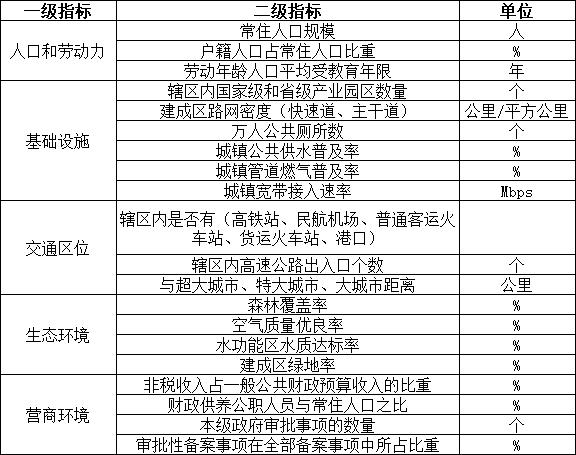 一级指标 二级指标 单位
人口和劳动力
常住人口规模 人
户籍人口占常住人口比重 %
劳动年龄人口平均受教育年限 年
基础设施
辖区内国家级和省级产业园区数量 个
建成区路网密度（快速道、主干道） 公里/平方公里
万人公共厕所数 个
城镇公共供水普及率 %
城镇管道燃气普及率 %
城镇宽带接入速率 Mbps
交通区位
辖区内是否有（高铁站、民航机场、普通客运火
车站、货运火车站、港口）
辖区内高速公路出入口个数 个
与超大城市、特大城市、大城市距离 公里
生态环境
森林覆盖率 %
空气质量优良率 %
水功能区水质达标率 %
建成区绿地率 %
营商环境
非税收入占一般公共财政预算收入的比重 %
财政供养公职人员与常住人口之比 %
本级政府审批事项的数量 个
审批性备案事项在全部备案事项中所占比重 %